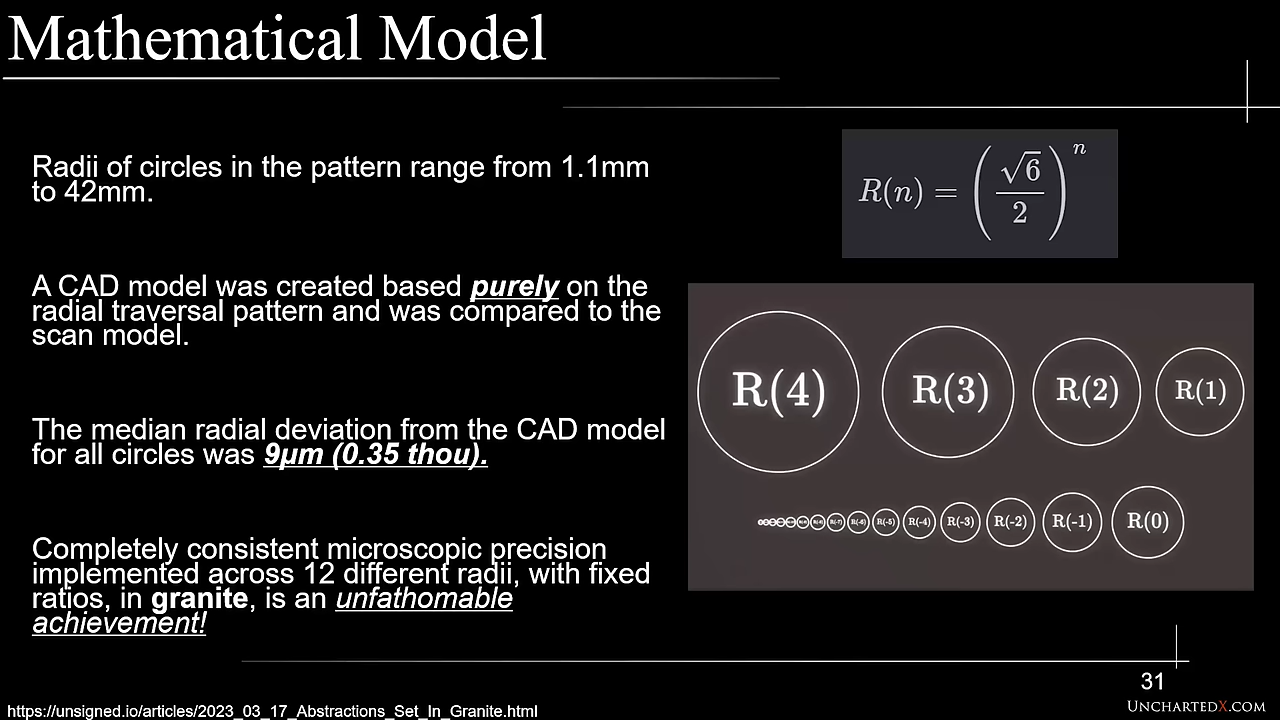 Mathematical Model
Radii of circles in the pattern range from 1.1mm
to 42mm.
A CAD model was created based purely on the
radial traversal pattern and was compared to the
scan model.
The median radial deviation from the CAD model
for all circles was 9μm (0.35 thou).
Completely consistent microscopic precision
implemented across 12 different radii, with fixed
ratios, in granite, is an unfathomable
achievement!
R(n) = (√6/2)^n
R(4) R(3) R(2) R(1)
R(-7) R(-6) R(-5) R(-4) R(-3) R(-2) R(-1) R(0)
31
UNCHARTEDX.COM
https://unsigned.io/articles/2023_03_17_Abstractions_Set_In_Granite.html